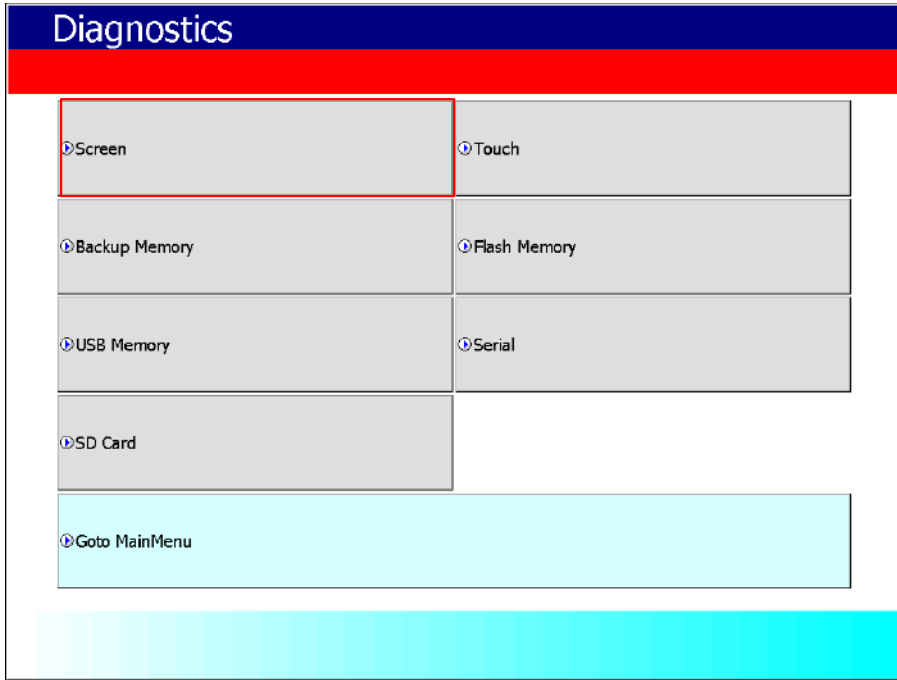 Diagnostics
Screen
Touch
Backup Memory
Flash Memory
USB Memory
Serial
SD Card
Goto MainMenu